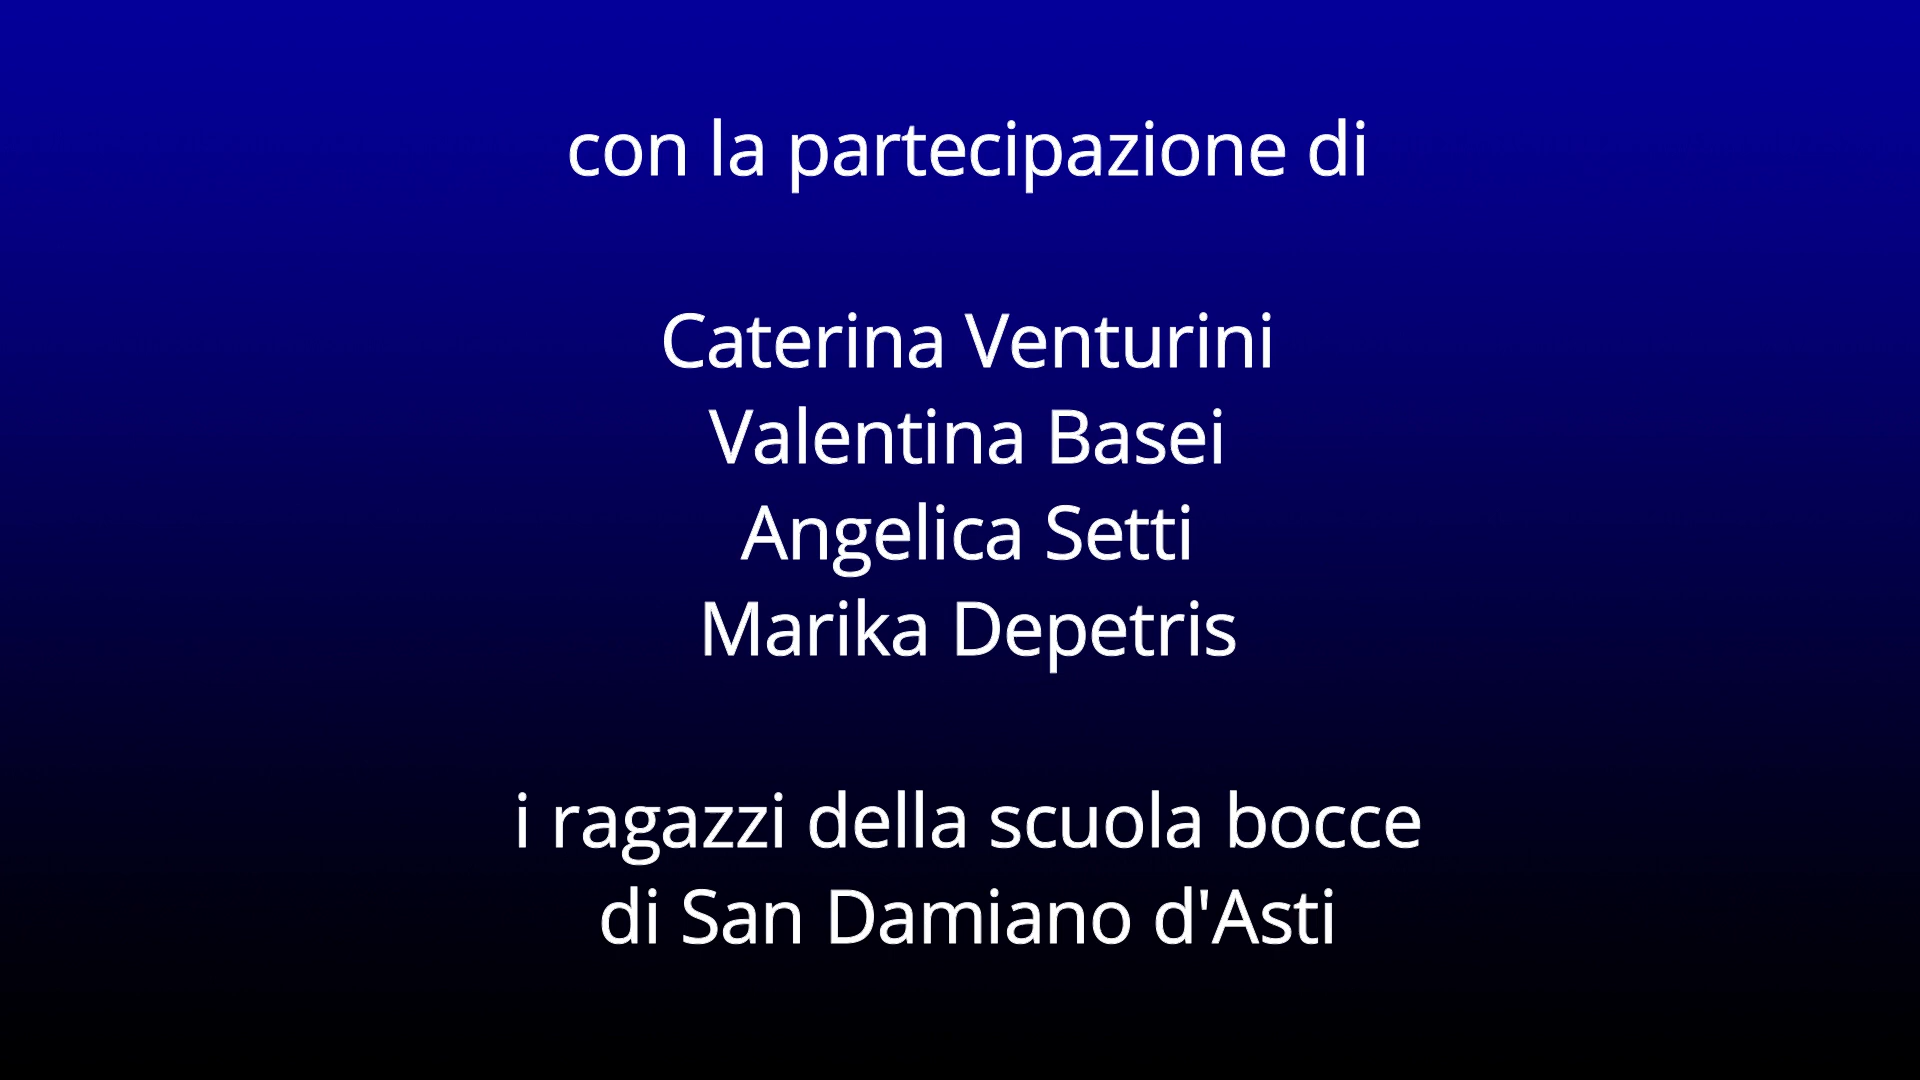 con la partecipazione di
Caterina Venturini
Valentina Basei
Angelica Setti
Marika Depetris
i ragazzi della scuola bocce
di San Damiano d'Asti